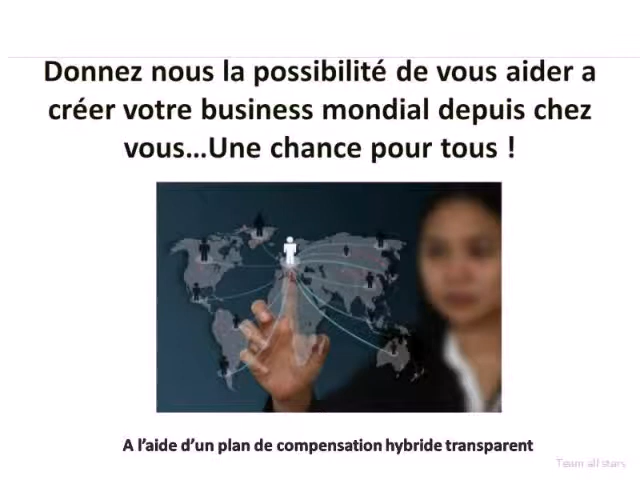 Donnez nous la possibilité de vous aider a
créer votre business mondial depuis chez
vous...Une chance pour tous !
A l'aide d'un plan de compensation hybride transparent
Team all stars